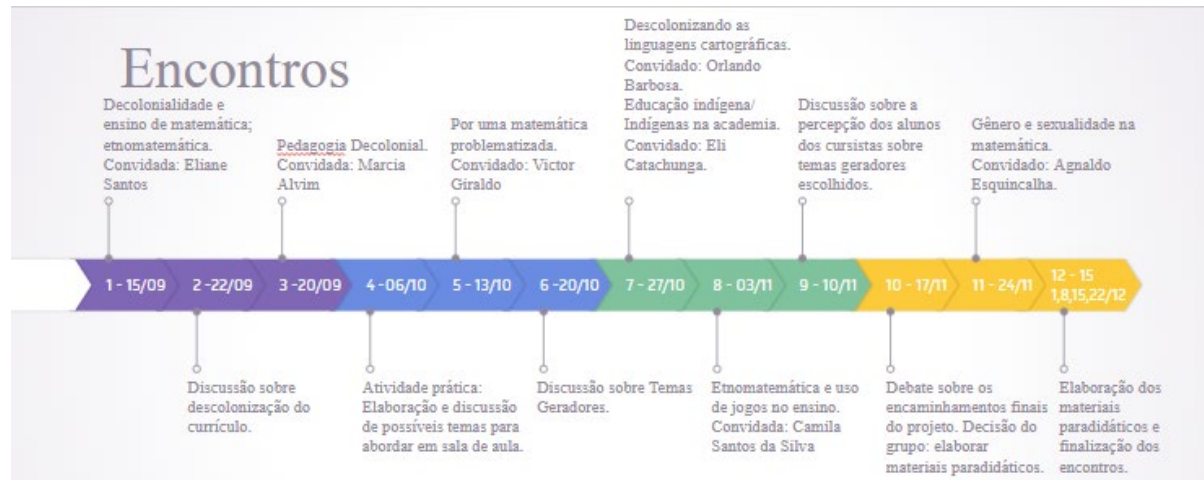 Encontros
Decolonialidade e
ensino de matemática;
etnomatemática.
Convidada: Eliane
Santos
Pedagogia Decolonial.
Convidada: Marcia
Alvim
Por uma matemática
problematizada.
Convidado: Victor
Giraldo
Descolonizando as
linguagens cartográficas.
Convidado: Orlando
Barbosa.
Educação indígena/
Indígenas na academia.
Convidado: Eli
Catachunga.
Discussão sobre a
percepção dos alunos
dos cursistas sobre
temas geradores
escolhidos.
Gênero e sexualidade na
matemática.
Convidado: Agnaldo
Esquincalha.
1 - 15/09
2 -22/09
3 -20/09
4 -06/10
5 - 13/10
6 -20/10
7 - 27/10
8 - 03/11
9 - 10/11
10 - 17/11
11 - 24/11
12 - 15
1,8,15,22/12
Discussão sobre
descolonização do
currículo.
Atividade prática:
Elaboração e discussão
de possíveis temas para
abordar em sala de aula.
Discussão sobre Temas
Geradores.
Etnomatemática e uso
de jogos no ensino.
Convidada: Camila
Santos da Silva
Debate sobre os
encaminhamentos finais
do projeto. Decisão do
grupo: elaborar
materiais paradidáticos.
Elaboração dos
materiais
paradidáticos e
finalização dos
encontros.